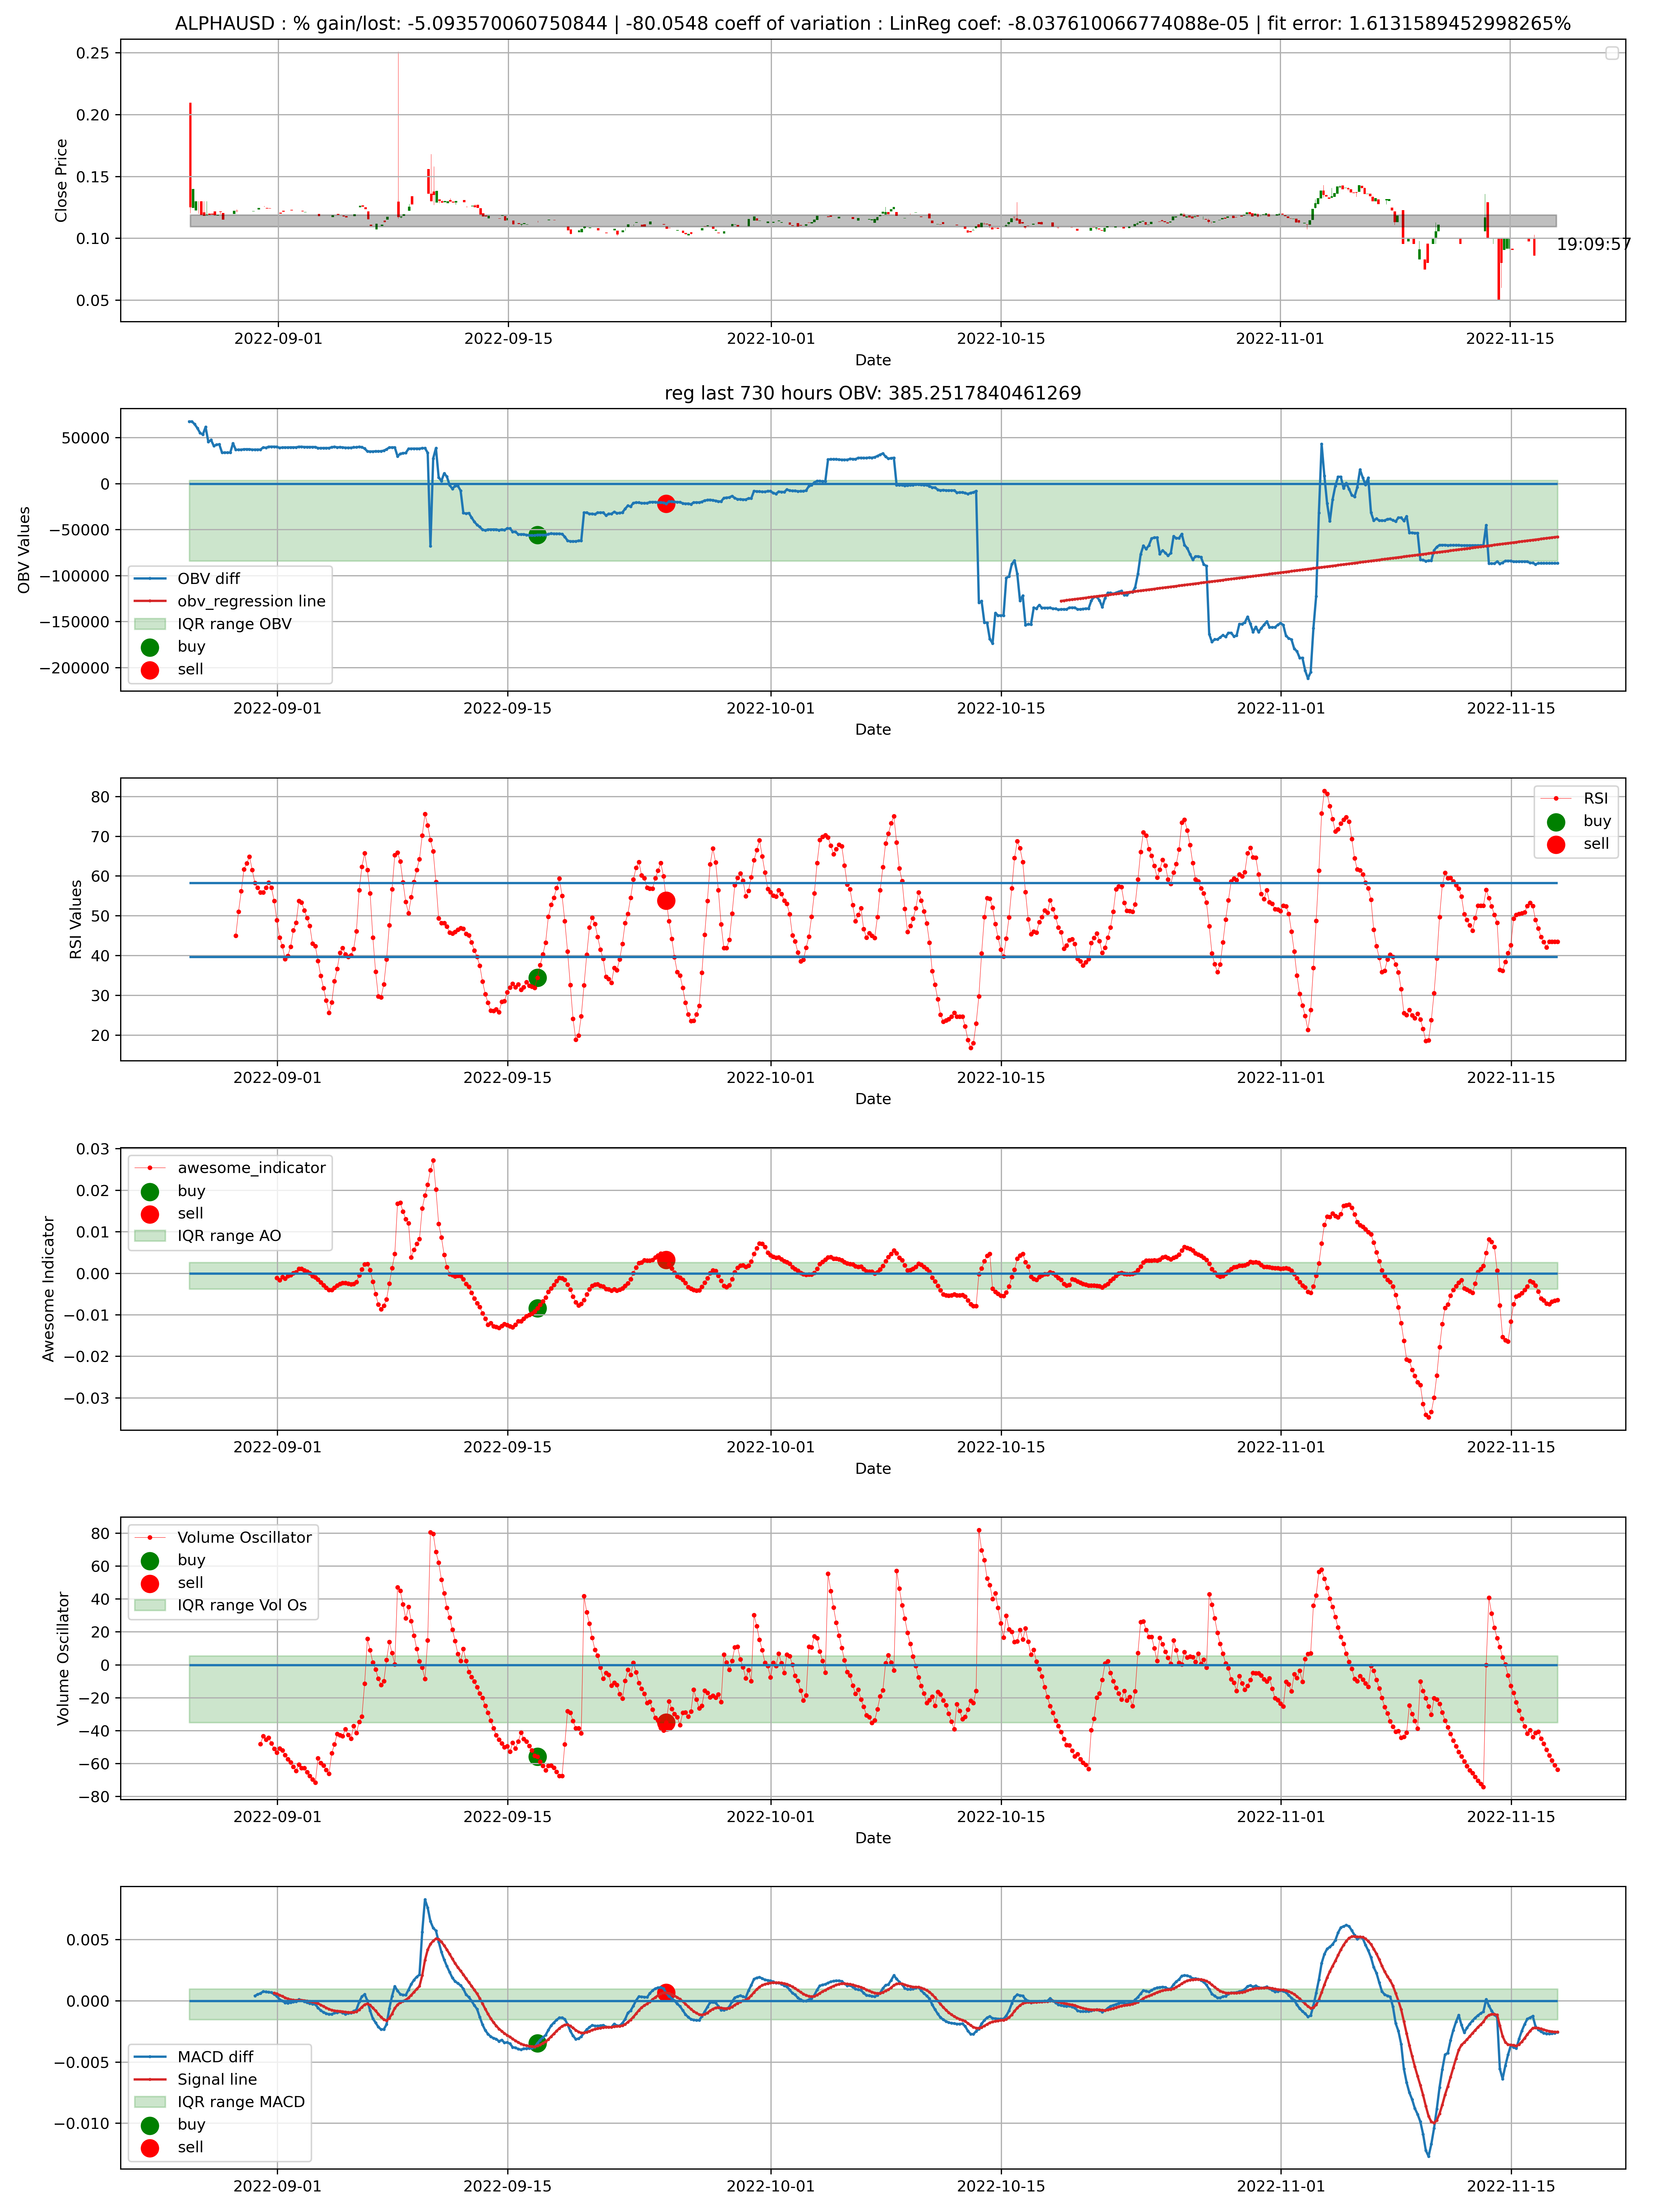 ALPHAUSD : % gain/lost: -5.093570060750844 | -80.0548 coeff of variation : LinReg coef: -8.037610066774088e-05 | fit error: 1.6131589452998265%
0.25
0.20
0.15
0.10
0.05
Close Price
19:09:57
2022-09-01 2022-09-15 2022-10-01 2022-10-15 2022-11-01 2022-11-15
Date
reg last 730 hours OBV: 385.2517840461269
50000
0
−50000
−100000
−150000
−200000
OBV Values
OBV diff
obv_regression line
IQR range OBV
buy
sell
2022-09-01 2022-09-15 2022-10-01 2022-10-15 2022-11-01 2022-11-15
Date
80
70
60
50
40
30
20
RSI Values
RSI
buy
sell
2022-09-01 2022-09-15 2022-10-01 2022-10-15 2022-11-01 2022-11-15
Date
0.03
0.02
0.01
0.00
−0.01
−0.02
−0.03
Awesome Indicator
awesome_indicator
buy
sell
IQR range AO
2022-09-01 2022-09-15 2022-10-01 2022-10-15 2022-11-01 2022-11-15
Date
80
60
40
20
0
−20
−40
−60
−80
Volume Oscillator
Volume Oscillator
buy
sell
IQR range Vol Os
2022-09-01 2022-09-15 2022-10-01 2022-10-15 2022-11-01 2022-11-15
Date
0.005
0.000
−0.005
−0.010
MACD diff
Signal line
IQR range MACD
buy
sell
2022-09-01 2022-09-15 2022-10-01 2022-10-15 2022-11-01 2022-11-15